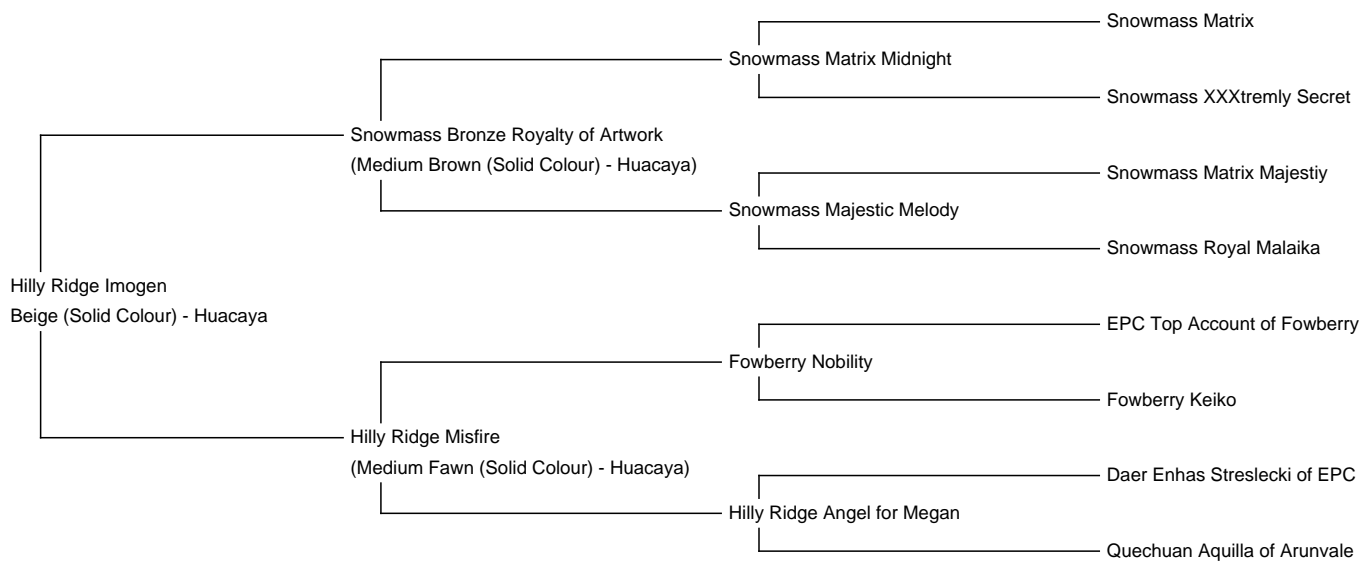 Snowmass Matrix
Snowmass Matrix Midnight
Snowmass XXXtremly Secret
Snowmass Bronze Royalty of Artwork
(Medium Brown (Solid Colour) - Huacaya)
Snowmass Matrix Majestiy
Snowmass Majestic Melody
Snowmass Royal Malaika
Hilly Ridge Imogen
Beige (Solid Colour) - Huacaya
EPC Top Account of Fowberry
Fowberry Nobility
Fowberry Keiko
Hilly Ridge Misfire
(Medium Fawn (Solid Colour) - Huacaya)
Daer Enhas Streslecki of EPC
Hilly Ridge Angel for Megan
Quechuan Aquilla of Arunvale